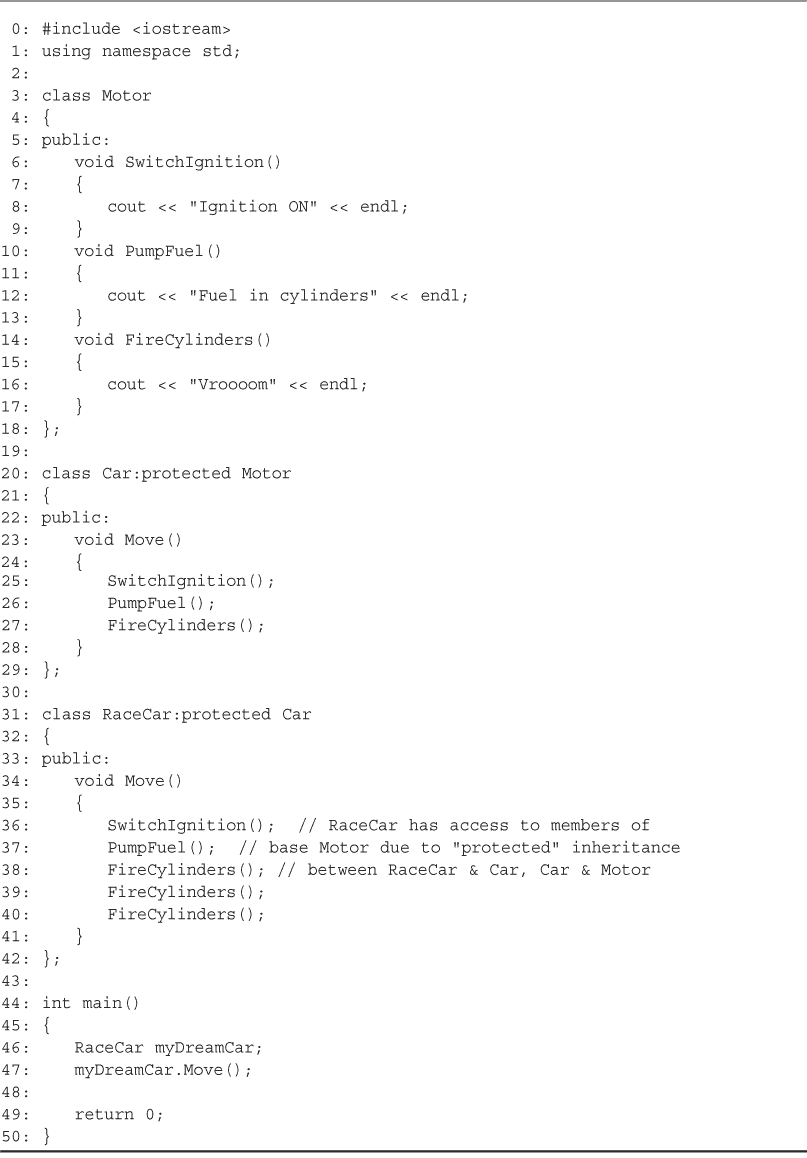 0: #include <iostream>
1: using namespace std;
2:
3: class Motor
4: {
5: public:
6:    void SwitchIgnition()
7:    {
8:       cout << "Ignition ON" << endl;
9:    }
10:    void PumpFuel()
11:    {
12:       cout << "Fuel in cylinders" << endl;
13:    }
14:    void FireCylinders()
15:    {
16:       cout << "Vroooom" << endl;
17:    }
18: };
19:
20: class Car:protected Motor
21: {
22: public:
23:    void Move()
24:    {
25:       SwitchIgnition();
26:       PumpFuel();
27:       FireCylinders();
28:    }
29: };
30:
31: class RaceCar:protected Car
32: {
33: public:
34:    void Move()
35:    {
36:       SwitchIgnition();  // RaceCar has access to members of
37:       PumpFuel();  // base Motor due to "protected" inheritance
38:       FireCylinders(); // between RaceCar & Car, Car & Motor
39:       FireCylinders();
40:       FireCylinders();
41:    }
42: };
43:
44: int main()
45: {
46:    RaceCar myDreamCar;
47:    myDreamCar.Move();
48:
49:    return 0;
50: }